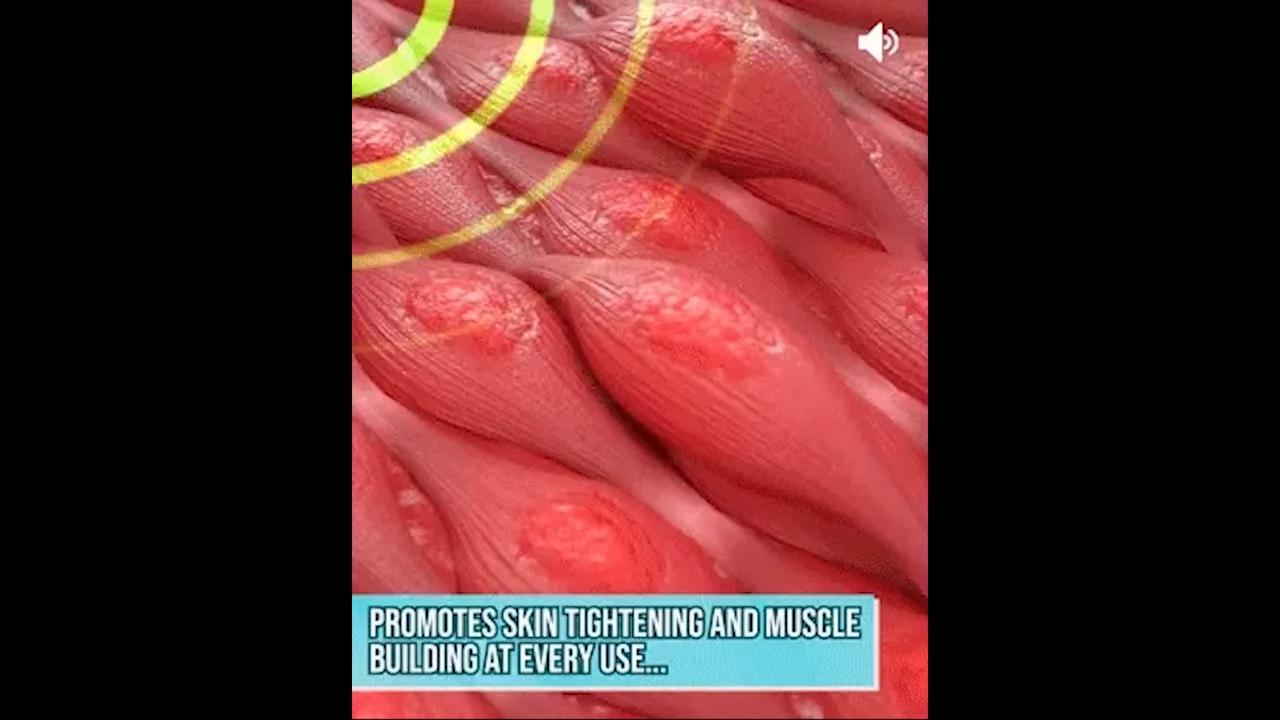 PROMOTES SKIN TIGHTENING AND MUSCLE
BUILDING AT EVERY USE...